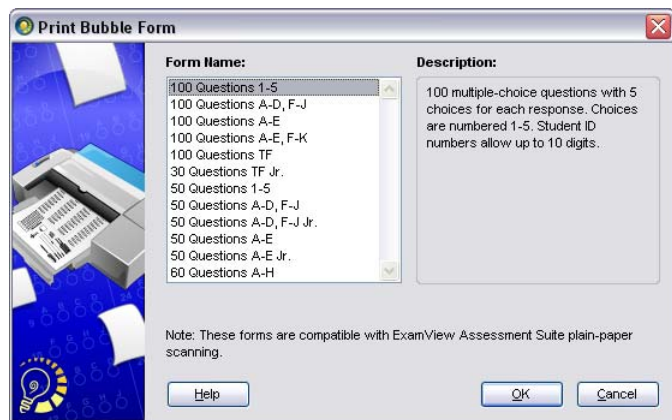 Print Bubble Form
Form Name:
100 Questions 1-5
100 Questions A-D, F-J
100 Questions A-E
100 Questions A-E, F-K
100 Questions TF
30 Questions TF Jr.
50 Questions 1-5
50 Questions A-D, F-J
50 Questions A-D, F-J Jr.
50 Questions A-E
50 Questions A-E Jr.
60 Questions A-H
Description:
100 multiple-choice questions with 5
choices for each response. Choices
are numbered 1-5. Student ID
numbers allow up to 10 digits.
Note: These forms are compatible with ExamView Assessment Suite plain-paper
scanning.
Help
OK
Cancel